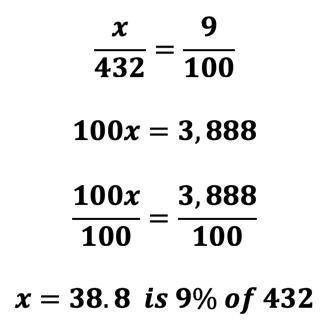 x/432 = 9/100
100x = 3,888
100x/100 = 3,888/100
x = 38.8 is 9% of 432